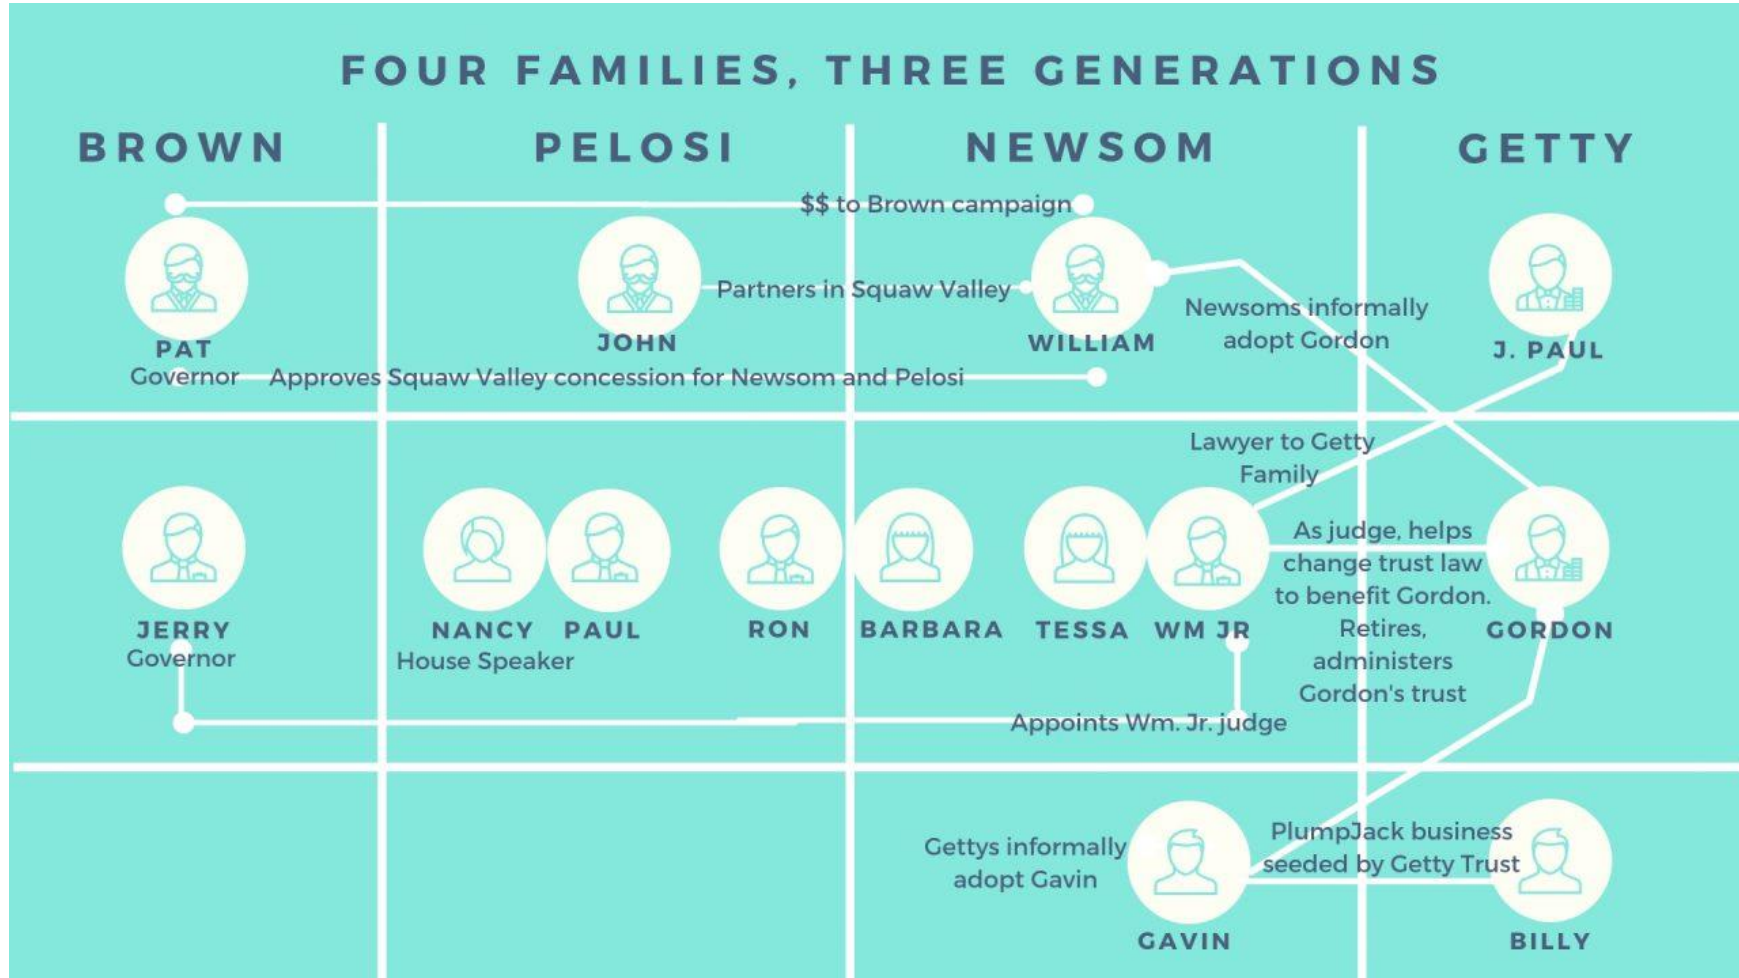 FOUR FAMILIES, THREE GENERATIONS
BROWN
PELOSI
NEWSOM
GETTY
$$ to Brown campaign
Partners in Squaw Valley
Newsoms informally
adopt Gordon
PAT
Governor
JOHN
WILLIAM
J. PAUL
Approves Squaw Valley concession for Newsom and Pelosi
Lawyer to Getty
Family
As judge, helps
change trust law
to benefit Gordon.
Retires,
administers
Gordon's trust
JERRY
Governor
NANCY
House Speaker
PAUL
RON
BARBARA
TESSA
WM JR
GORDON
Appoints Wm. Jr. judge
Gettys informally
adopt Gavin
PlumpJack business
seeded by Getty Trust
GAVIN
BILLY